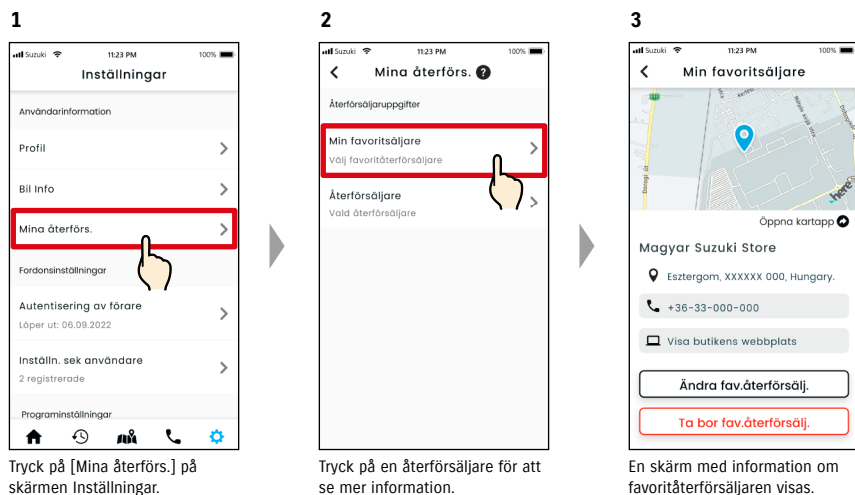 1
Suzuki 11:23 PM 100%
Inställningar
Användarinformation
Profil
Bil Info
Mina återförs.
Fordonsinställningar
Autentisering av förare
Löper ut: 06.09.2022
Inställn. sek användare
2 registrerade
Programinställningar
Tryck på [Mina återförs.] på
skärmen Inställningar.
2
Suzuki 11:23 PM 100%
Mina återförs. ?
Återförsäljaruppgifter
Min favoritsäljare
Välj favoritåterförsäljare
Återförsäljare
Vald återförsäljare
Tryck på en återförsäljare för att
se mer information.
3
Suzuki 11:23 PM 100%
Min favoritsäljare
Dorogi út
here
Öppna kartapp
Magyar Suzuki Store
Esztergom, XXXXXX 000, Hungary.
+36-33-000-000
Visa butikens webbplats
Ändra fav.återförsälj.
Ta bor fav.återförsälj.
En skärm med information om
favoritåterförsäljaren visas.